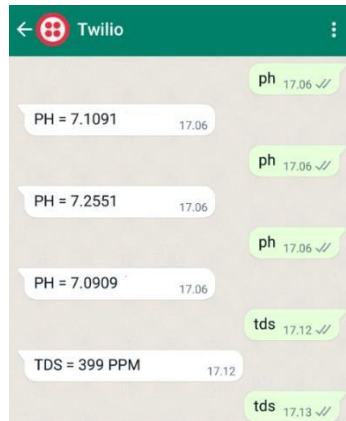 Twilio
ph 17.06
PH = 7.1091 17.06
ph 17.06
PH = 7.2551 17.06
ph 17.06
PH = 7.0909 17.06
tds 17.12
TDS = 399 PPM 17.12
tds 17.13